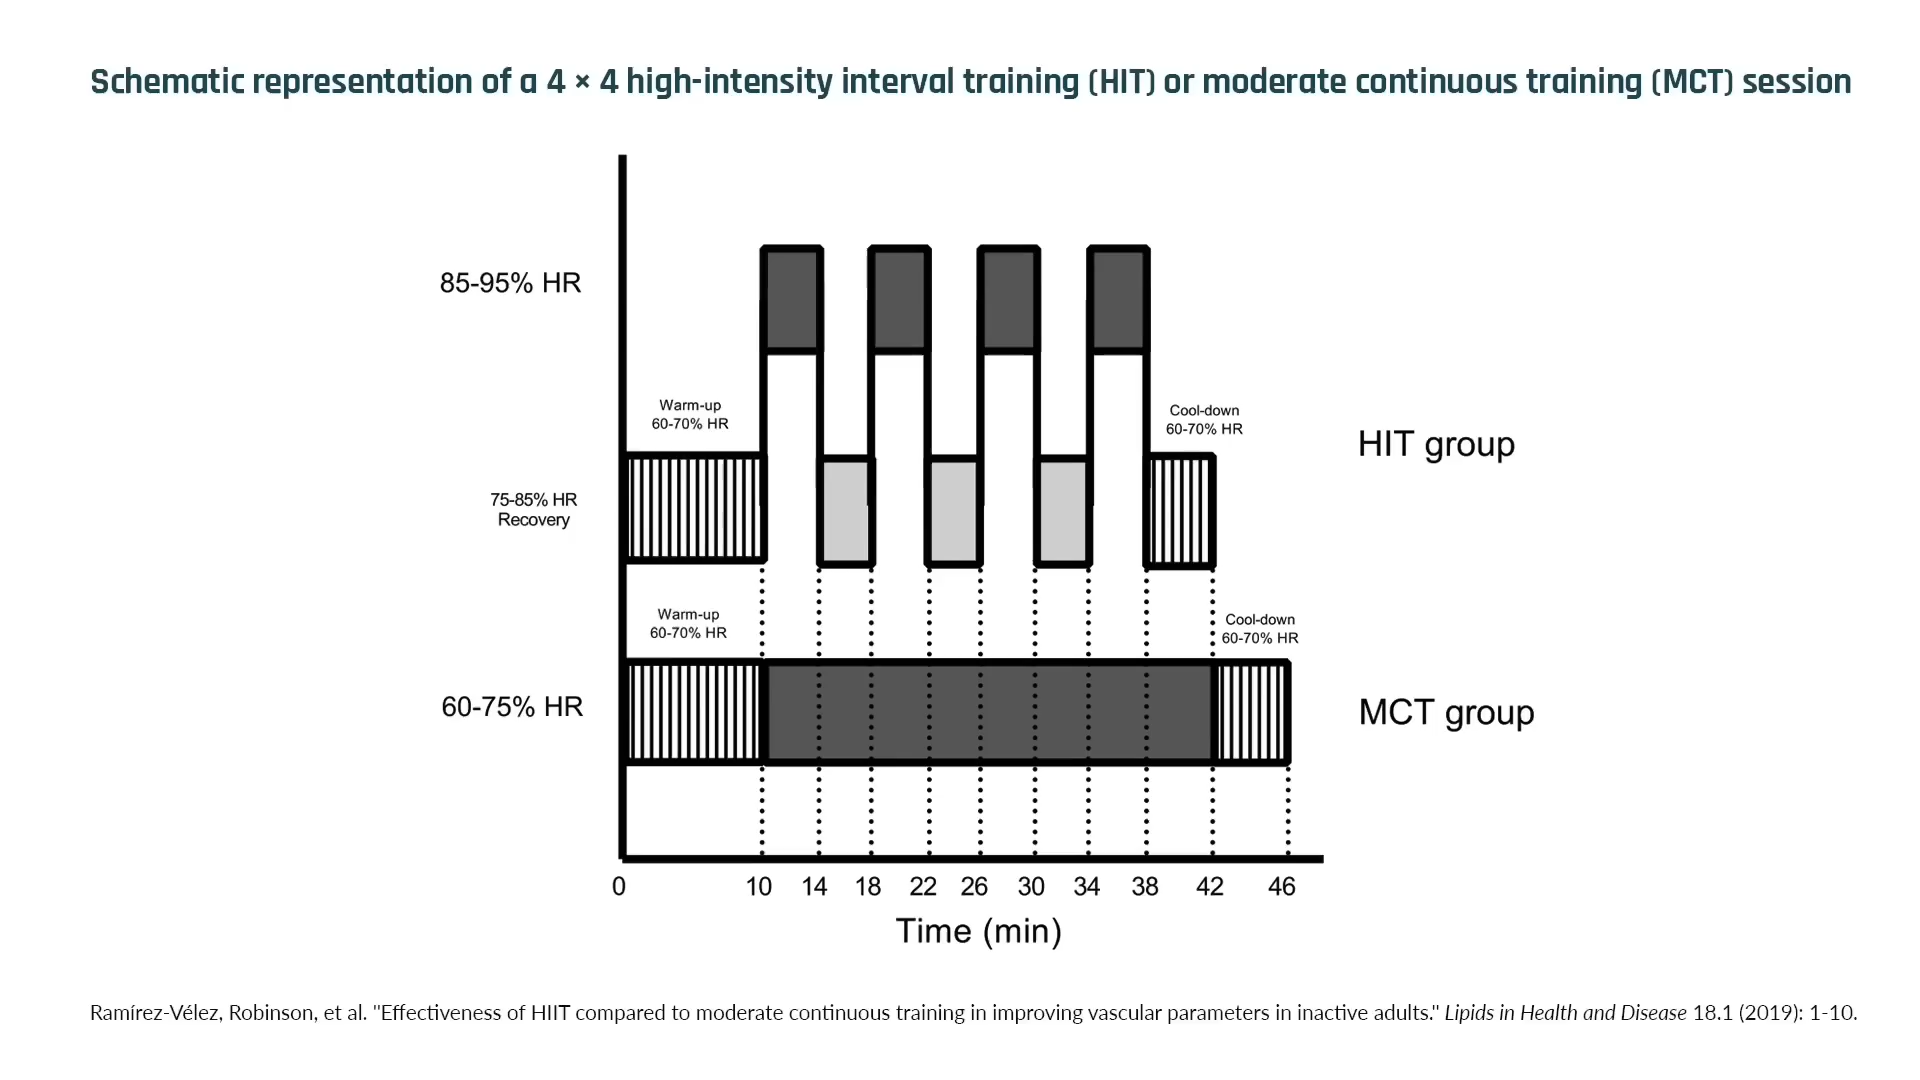 Schematic representation of a 4 × 4 high-intensity interval training (HIT) or moderate continuous training (MCT) session
85-95% HR
Warm-up
60-70% HR
Cool-down
60-70% HR
HIT group
75-85% HR
Recovery
Warm-up
60-70% HR
Cool-down
60-70% HR
60-75% HR
MCT group
0 10 14 18 22 26 30 34 38 42 46
Time (min)
Ramírez-Vélez, Robinson, et al. "Effectiveness of HIIT compared to moderate continuous training in improving vascular parameters in inactive adults." Lipids in Health and Disease 18.1 (2019): 1-10.